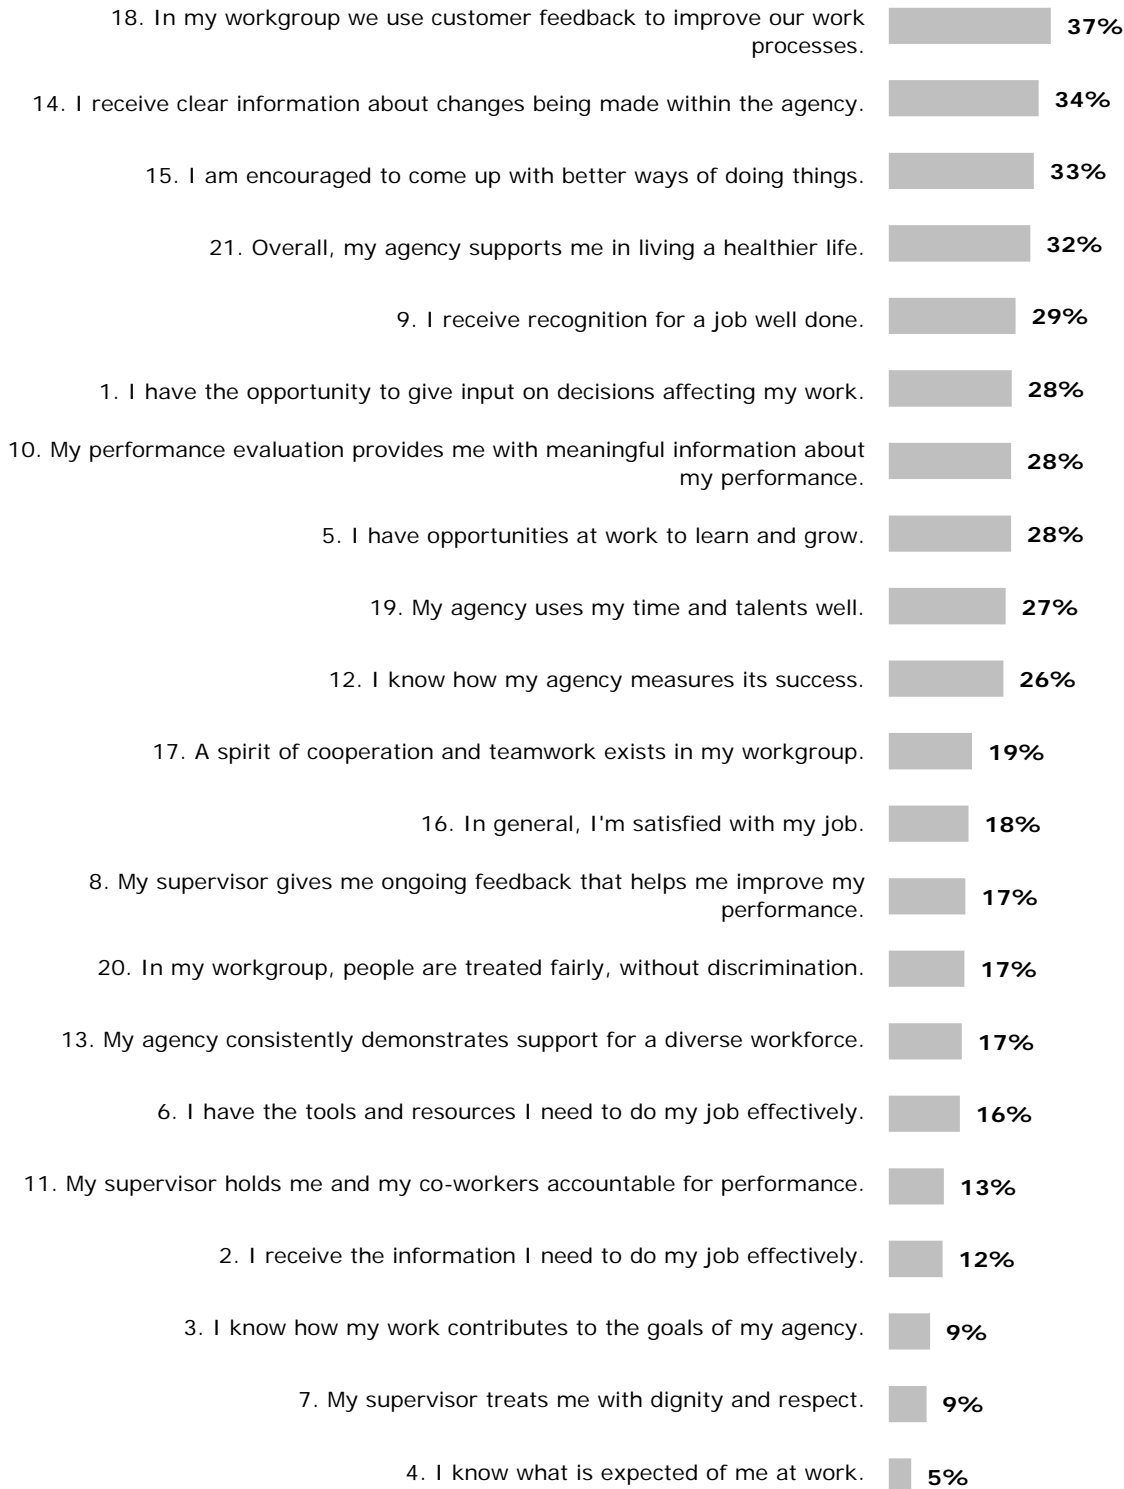 18. In my workgroup we use customer feedback to improve our work
processes.
37%
14. I receive clear information about changes being made within the agency.
34%
15. I am encouraged to come up with better ways of doing things.
33%
21. Overall, my agency supports me in living a healthier life.
32%
9. I receive recognition for a job well done.
29%
1. I have the opportunity to give input on decisions affecting my work.
28%
10. My performance evaluation provides me with meaningful information about
my performance.
28%
5. I have opportunities at work to learn and grow.
28%
19. My agency uses my time and talents well.
27%
12. I know how my agency measures its success.
26%
17. A spirit of cooperation and teamwork exists in my workgroup.
19%
16. In general, I'm satisfied with my job.
18%
8. My supervisor gives me ongoing feedback that helps me improve my
performance.
17%
20. In my workgroup, people are treated fairly, without discrimination.
17%
13. My agency consistently demonstrates support for a diverse workforce.
17%
6. I have the tools and resources I need to do my job effectively.
16%
11. My supervisor holds me and my co-workers accountable for performance.
13%
2. I receive the information I need to do my job effectively.
12%
3. I know how my work contributes to the goals of my agency.
9%
7. My supervisor treats me with dignity and respect.
9%
4. I know what is expected of me at work.
5%